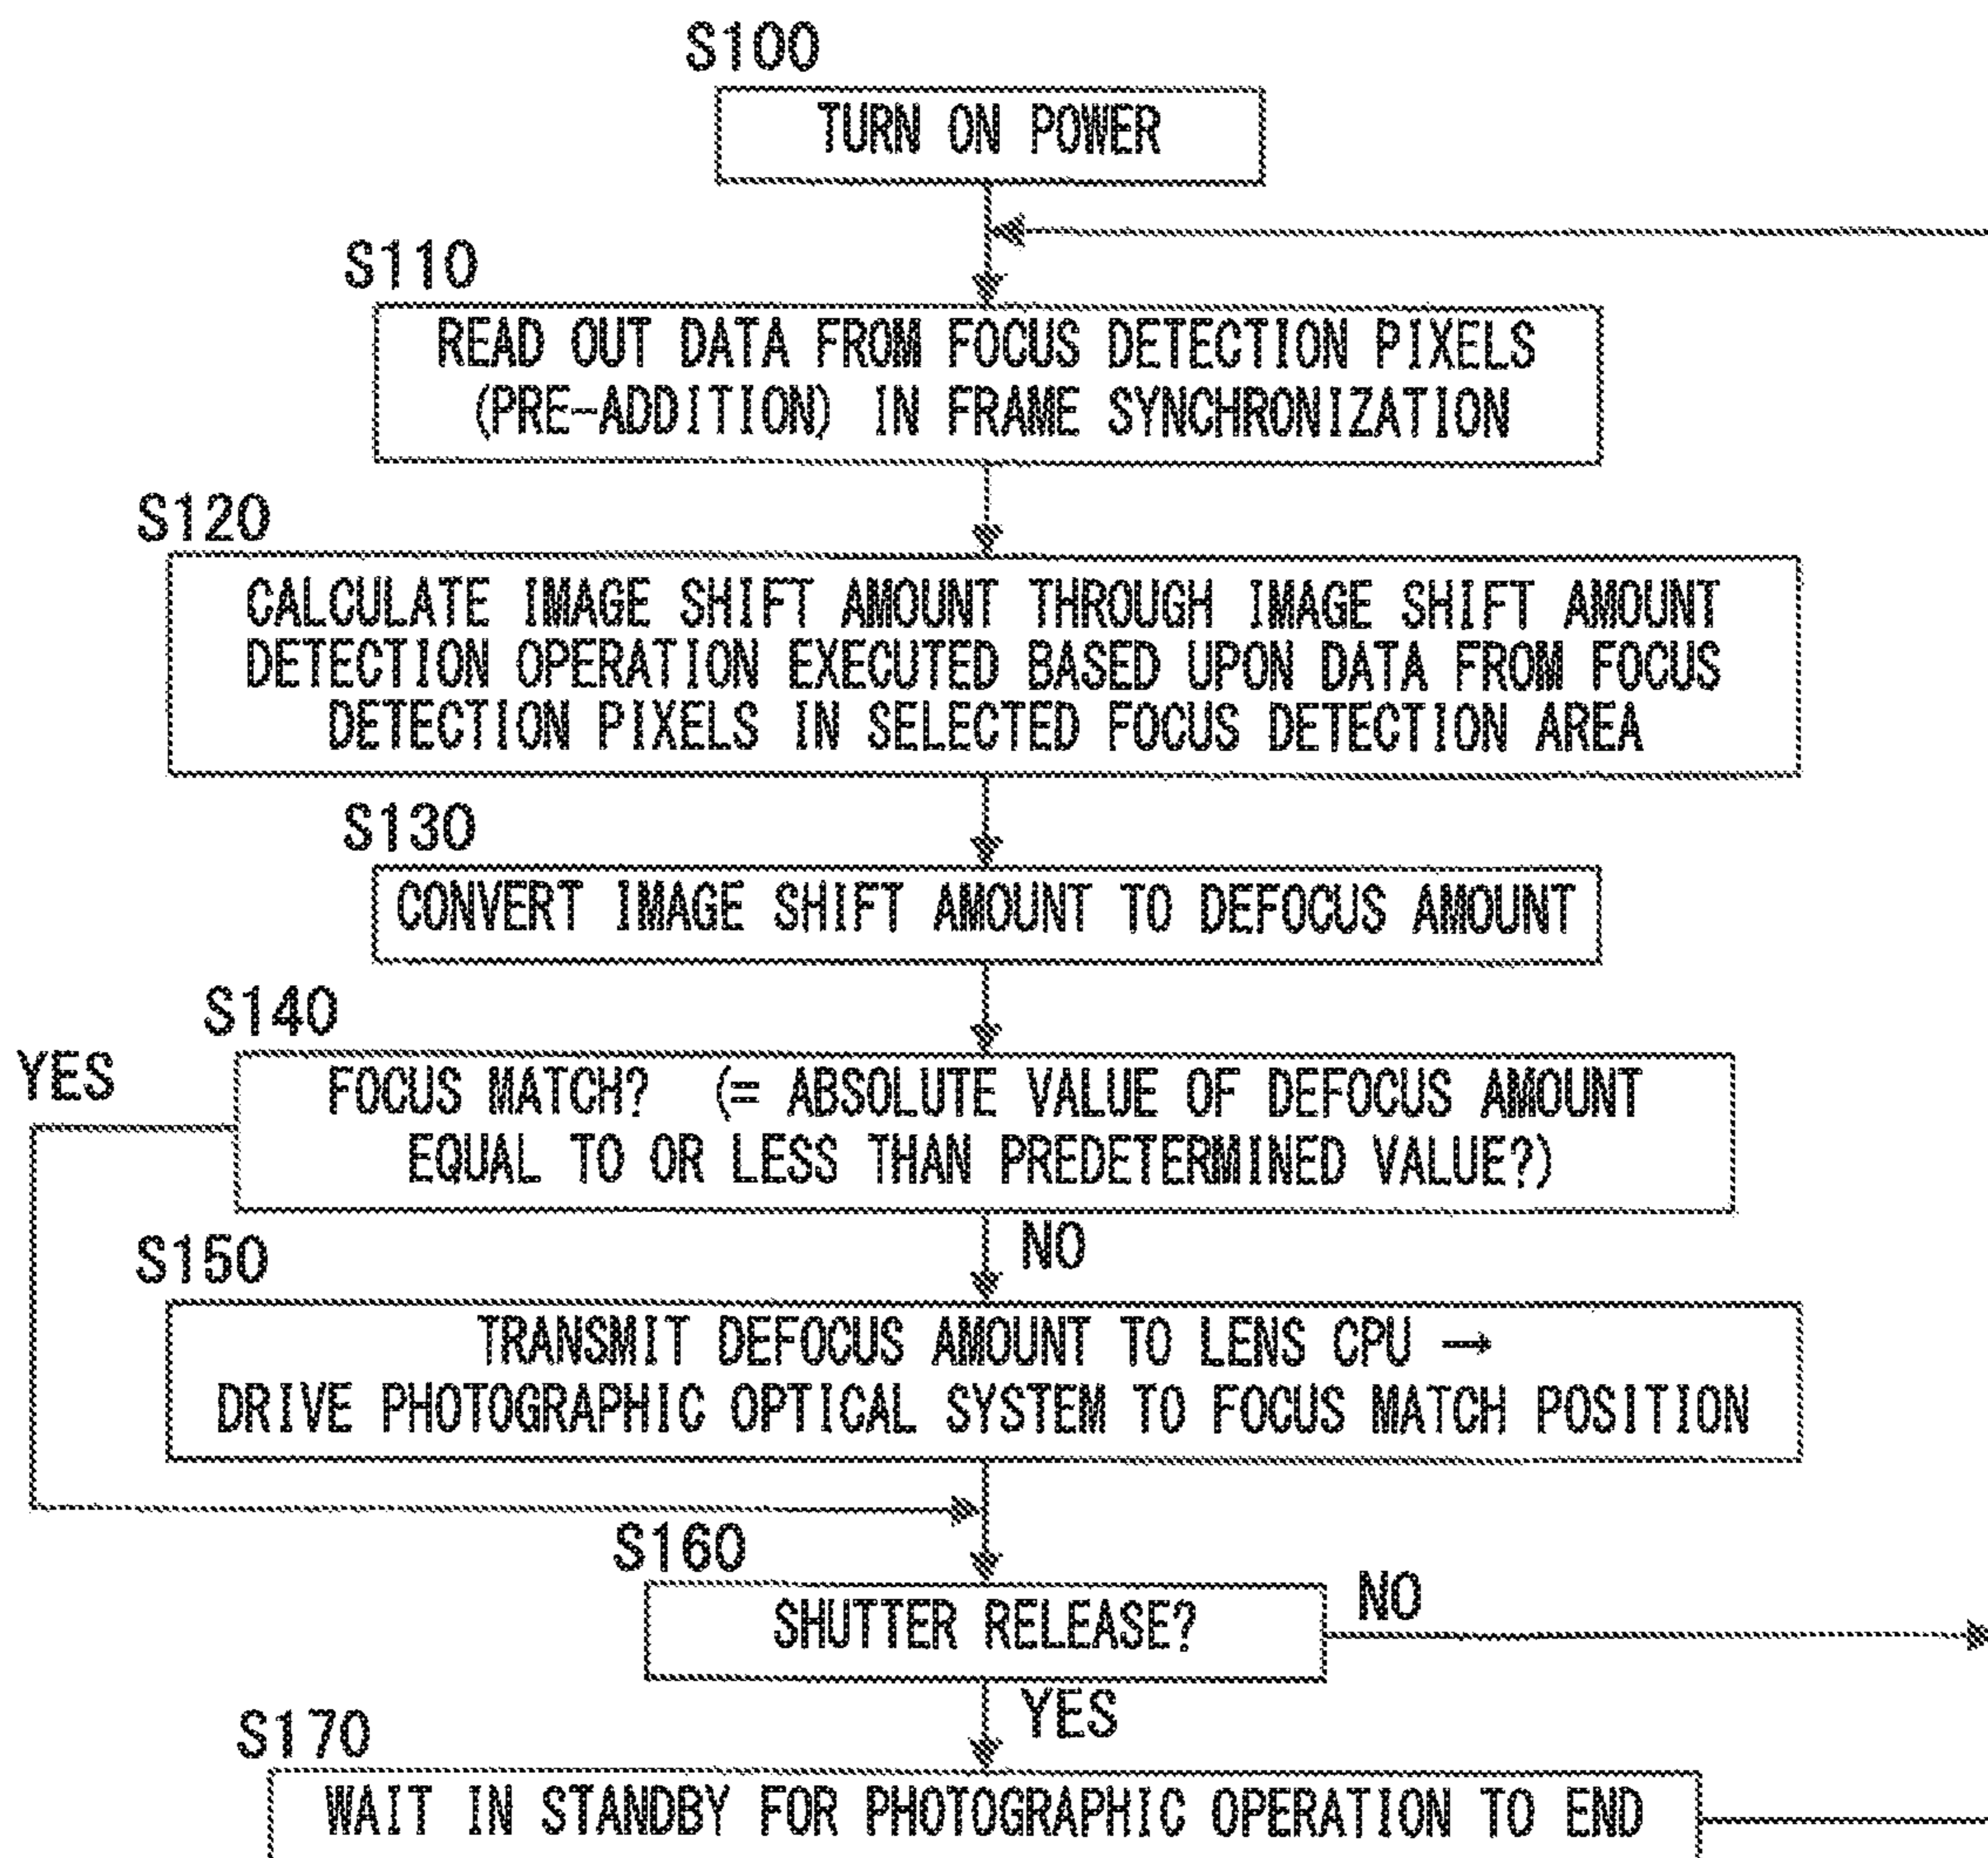 S100
TURN ON POWER
S110
READ OUT DATA FROM FOCUS DETECTION PIXELS
(PRE-ADDITION) IN FRAME SYNCHRONIZATION
S120
CALCULATE IMAGE SHIFT AMOUNT THROUGH IMAGE SHIFT AMOUNT
DETECTION OPERATION EXECUTED BASED UPON DATA FROM FOCUS
DETECTION PIXELS IN SELECTED FOCUS DETECTION AREA
S130
CONVERT IMAGE SHIFT AMOUNT TO DEFOCUS AMOUNT
S140
YES
FOCUS MATCH? (= ABSOLUTE VALUE OF DEFOCUS AMOUNT
EQUAL TO OR LESS THAN PREDETERMINED VALUE?)
NO
S150
TRANSMIT DEFOCUS AMOUNT TO LENS CPU →
DRIVE PHOTOGRAPHIC OPTICAL SYSTEM TO FOCUS MATCH POSITION
S160
SHUTTER RELEASE?
NO
YES
S170
WAIT IN STANDBY FOR PHOTOGRAPHIC OPERATION TO END